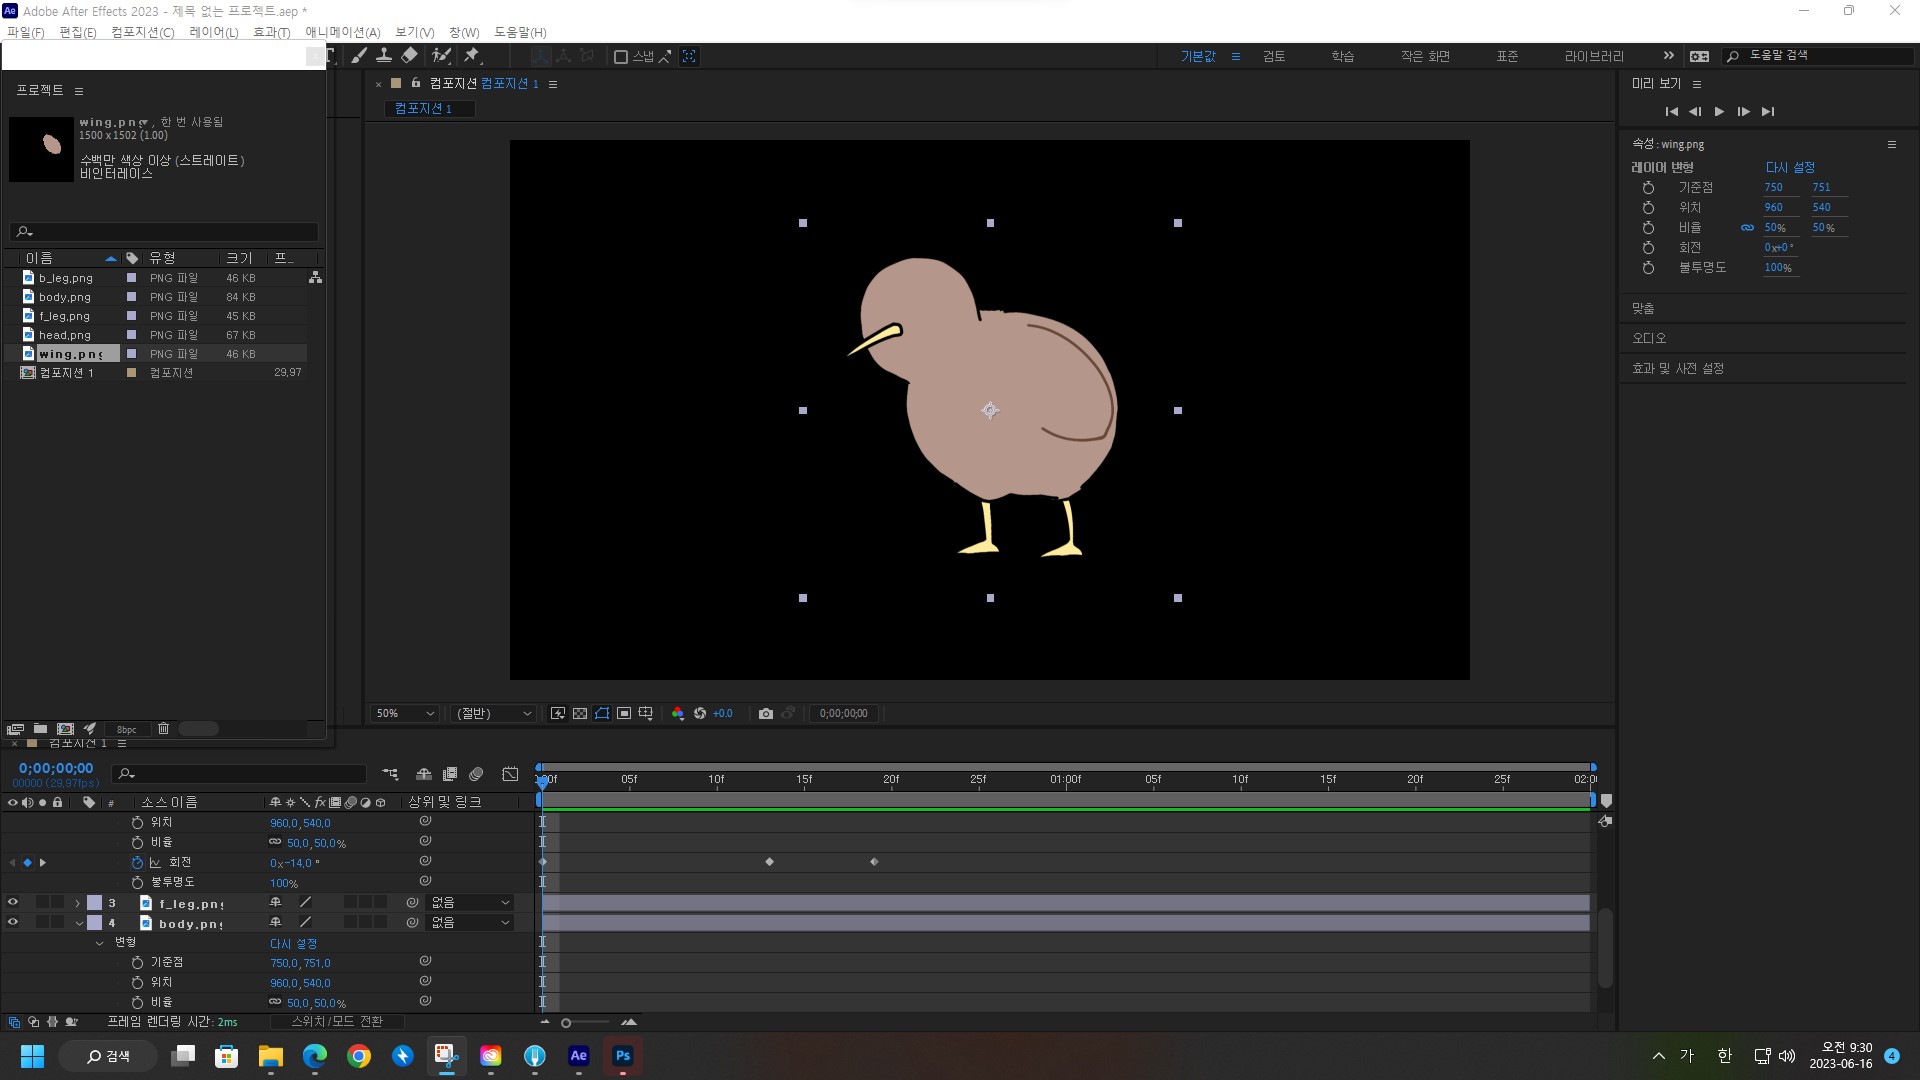 Adobe After Effects 2023 - 제목 없는 프로젝트.aep *
파일(F) 편집(E) 컴포지션(C) 레이어(L) 효과(T) 애니메이션(A) 보기(V) 창(W) 도움말(H)
스냅 기본값 검토 학습 작은 화면 표준 라이브러리 도움말 검색
프로젝트
wing.png, 한 번 사용됨
1500 x 1502 (1.00)
수백만 색상 이상 (스트레이트)
비인터레이스
이름 유형 크기 프...
b_leg.png PNG 파일 46 KB
body.png PNG 파일 84 KB
f_leg.png PNG 파일 45 KB
head.png PNG 파일 67 KB
wing.png PNG 파일 46 KB
컴포지션 1 컴포지션 29.97
8bpc
컴포지션 컴포지션 1
컴포지션 1
50% (절반) +0.0 0;00;00;00
미리 보기
속성: wing.png
레이어 변형 다시 설정
기준점 750 751
위치 960 540
비율 50% 50%
회전 0x+0°
불투명도 100%
맞춤
오디오
효과 및 사전 설정
컴포지션 1
0;00;00;00
00000 (29.97fps)
:00f 05f 10f 15f 20f 25f 01:00f 05f 10f 15f 20f 25f 02:0
# 소스 이름 fx 상위 및 링크
위치 960.0,540.0
비율 50.0,50.0%
회전 0x-14.0°
불투명도 100%
3 f_leg.png 없음
4 body.png 없음
변형 다시 설정
기준점 750.0,751.0
위치 960.0,540.0
비율 50.0,50.0%
프레임 렌더링 시간: 2ms 스위치/모드 전환
검색 Ae Ps 가 한 오전 9:30
2023-06-16 4